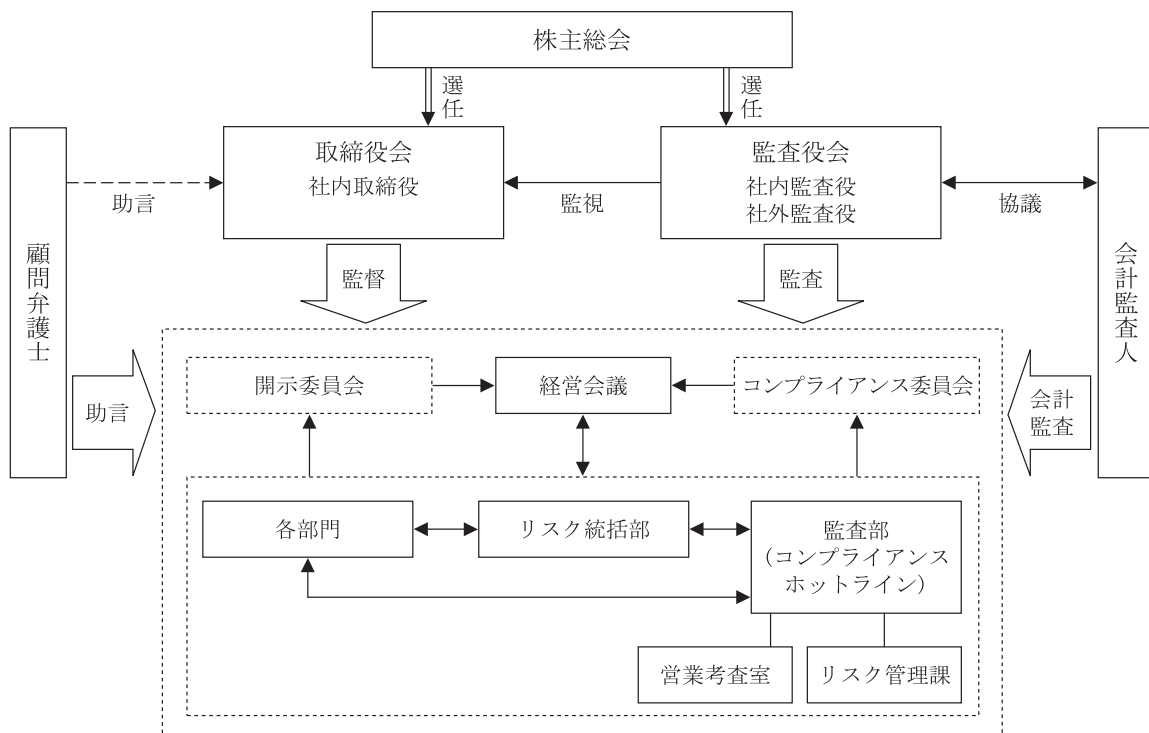 株主総会
選任
選任
取締役会
社内取締役
監査役会
社内監査役
社外監査役
助言
監視
協議
顧問弁護士
会計監査人
監督
監査
開示委員会
経営会議
コンプライアンス委員会
助言
会計
監査
各部門
リスク統括部
監査部
（コンプライアンス
ホットライン）
営業考査室
リスク管理課